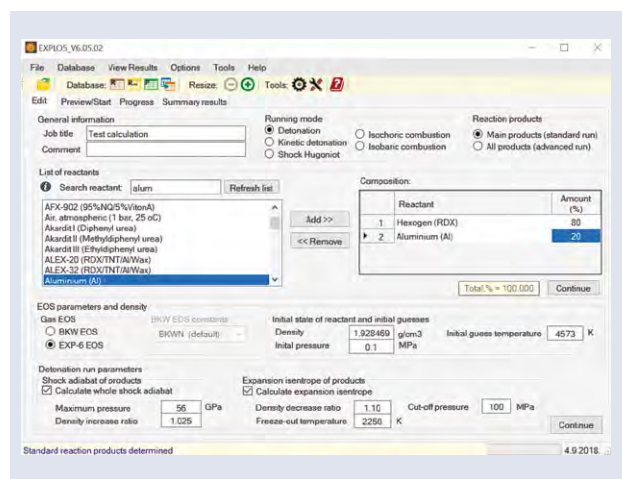 EXPLO5_V6.05.02
File Database View Results Options Tools Help
Database: Resize: Tools:
Edit Preview/Start Progress Summary results
General information
Job title Test calculation
Comment
Running mode
Detonation
Kinetic detonation
Shock Hugoniot
Isochoric combustion
Isobaric combustion
Reaction products
Main products (standard run)
All products (advanced run)
List of reactants
Search reactant: alum Refresh list
AFX-902 (95%NQ/5%VitonA)
Air, atmospheric (1 bar, 25 oC)
Akardit I (Diphenyl urea)
Akardit II (Methyldiphenyl urea)
Akardit III (Ethyldiphenyl urea)
ALEX-20 (RDX/TNT/Al/Wax)
ALEX-32 (RDX/TNT/Al/Wax)
Aluminium (Al)
Add >>
<< Remove
Composition:
Reactant Amount (%)
1 Hexogen (RDX) 80
2 Aluminium (Al) 20
Total,% = 100.000 Continue
EOS parameters and density
Gas EOS
BKW EOS
EXP-6 EOS
BKW EOS constants
BKWN (default)
Initial state of reactant and initial guesses
Density 1.928469 g/cm3 Initial guess temperature 4573 K
Inital pressure 0.1 MPa
Detonation run parameters
Shock adiabat of products
Calculate whole shock adiabat
Maximum pressure 56 GPa
Density increase ratio 1.025
Expansion isentrope of products
Calculate expansion isentrope
Density decrease ratio 1.10 Cut-off pressure 100 MPa
Freeze-out temperature 2250 K
Continue
Standard reaction products determined 4.9.2018.